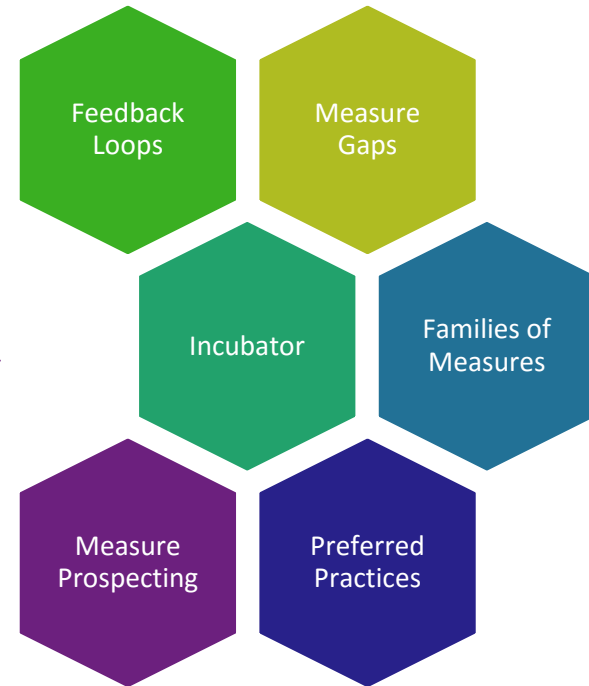 Feedback
Loops
Measure
Gaps
Incubator
Families of
Measures
Measure
Prospecting
Preferred
Practices